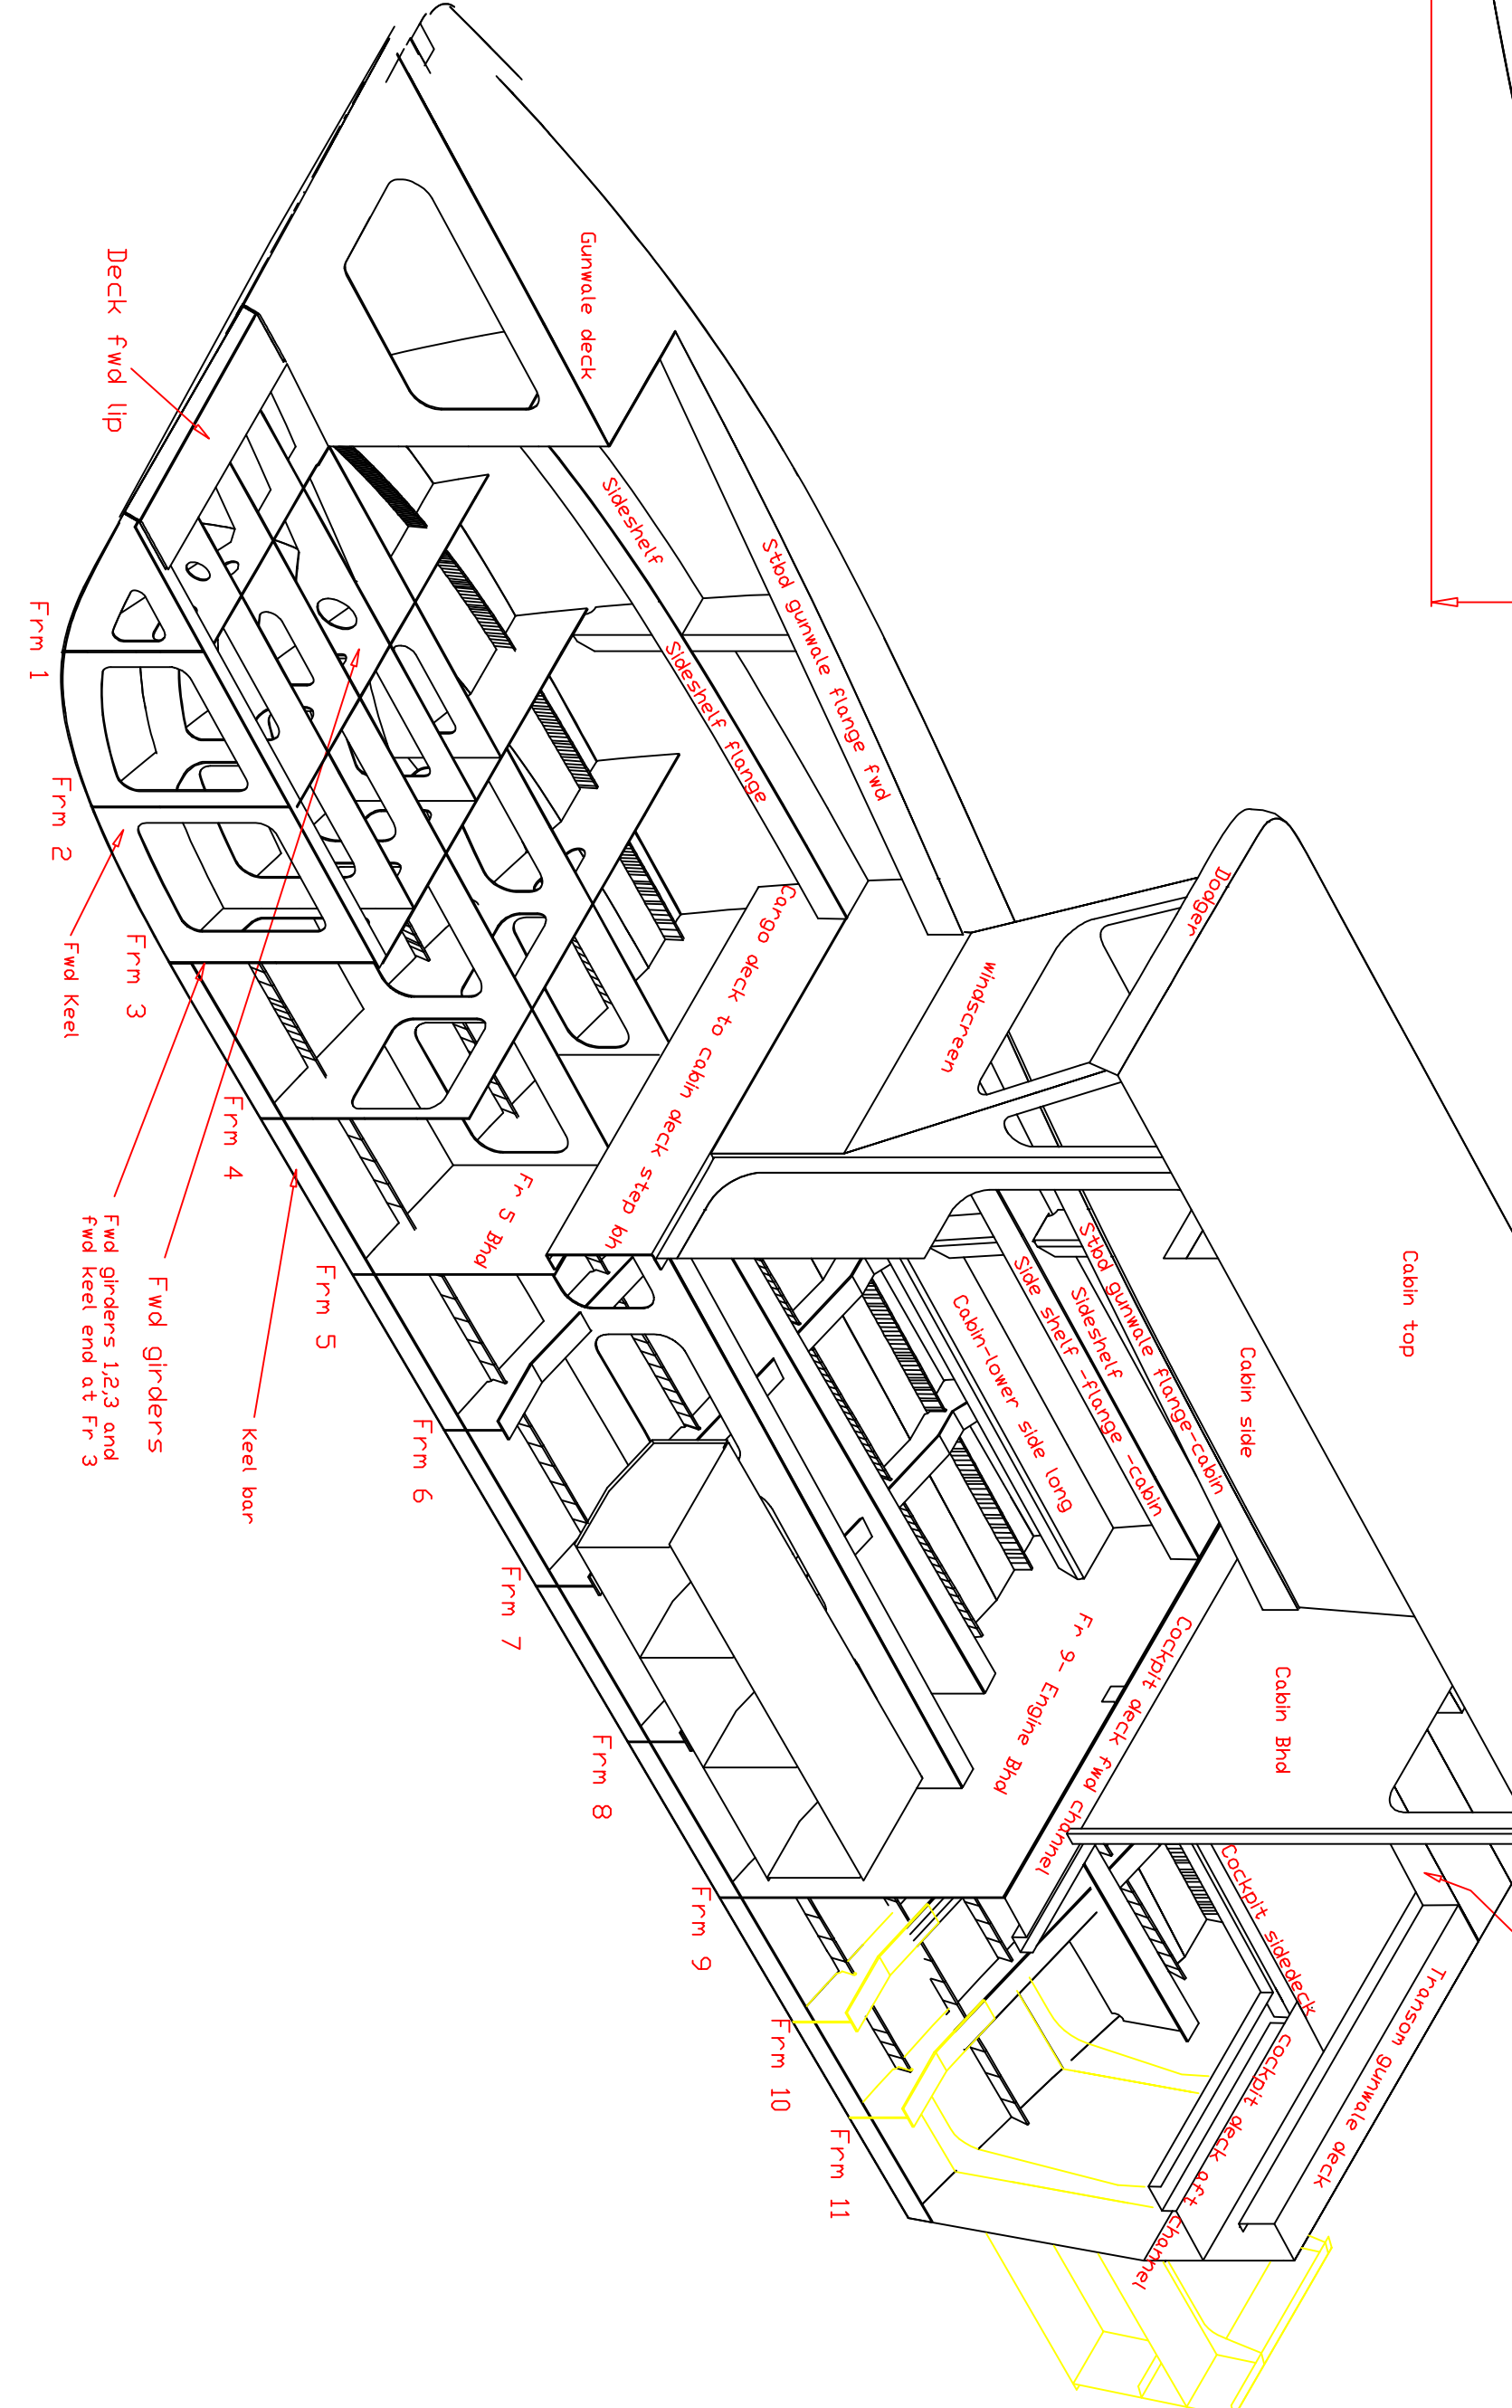 Gunwale deck
Deck fwd lip
Sideshelf
Stbd gunwale flange fwd
Sideshelf flange
Frm 1
Frm 2
Fwd Keel
Frm 3
Frm 4
Fwd girders 1,2,3 and
fwd keel end at Fr 3
Fwd girders
Keel bar
Cargo deck to cabin deck step bh
Fr 5 Bhd
Dodger
windscreen
Frm 5
Frm 6
Frm 7
Frm 8
Frm 9
Frm 10
Frm 11
Cabin top
Cabin side
Stbd gunwale flange-cabin
Sideshelf
Side shelf -flange -cabin
Cabin-lower side long
Fr 9- Engine Bhd
Cockpit deck fwd channel
Cabin Bhd
Cockpit sidedeck
Transom gunwale deck
cockpit deck aft channel